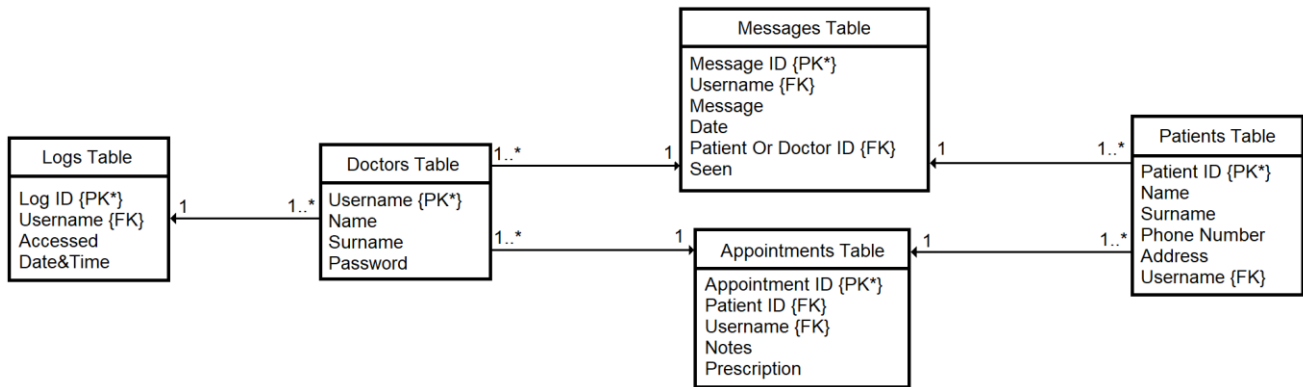 Logs Table
Log ID {PK*}
Username {FK}
Accessed
Date&Time
1
1..*
Doctors Table
Username {PK*}
Name
Surname
Password
1..*
1
1..*
1
Messages Table
Message ID {PK*}
Username {FK}
Message
Date
Patient Or Doctor ID {FK}
Seen
Appointments Table
Appointment ID {PK*}
Patient ID {FK}
Username {FK}
Notes
Prescription
1
1..*
1
1..*
Patients Table
Patient ID {PK*}
Name
Surname
Phone Number
Address
Username {FK}